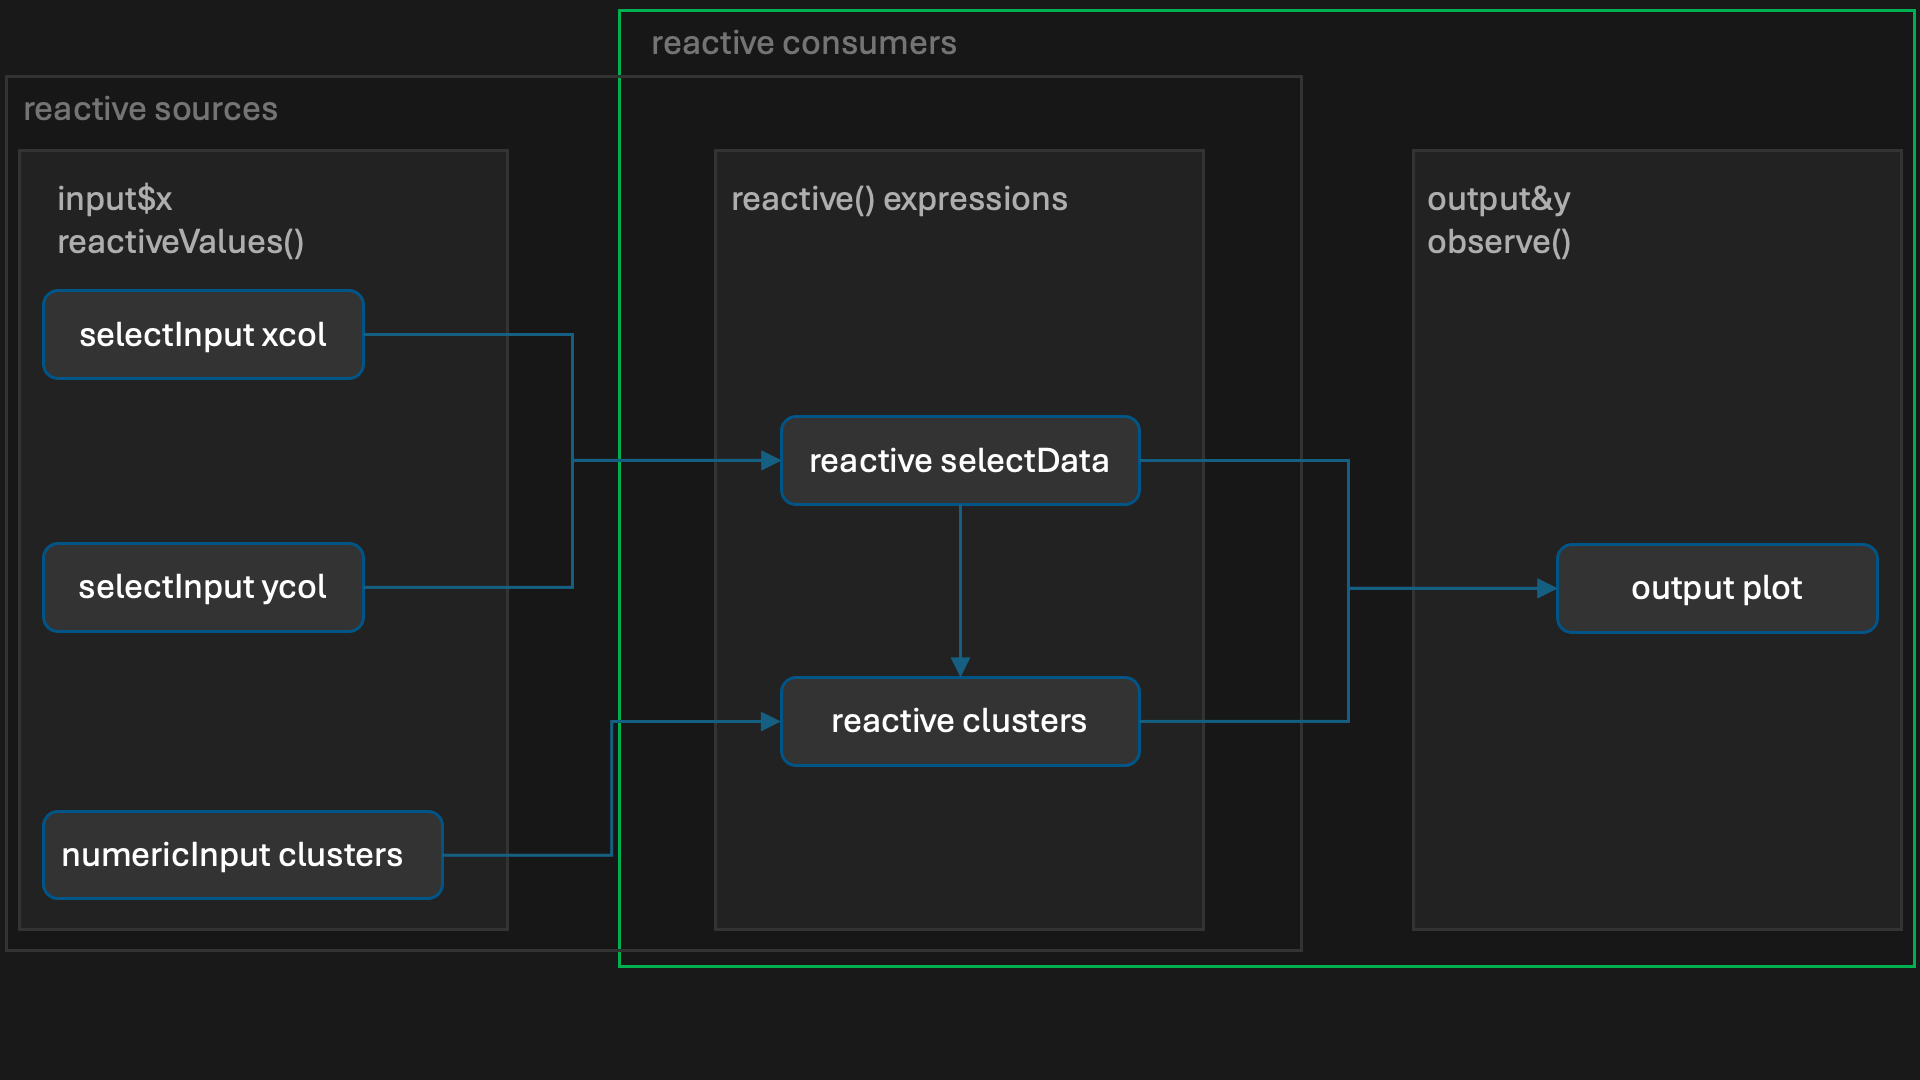 reactive consumers
reactive sources
input$x
reactiveValues()
reactive() expressions
output&y
observe()
selectInput xcol
reactive selectData
selectInput ycol
output plot
reactive clusters
numericInput clusters